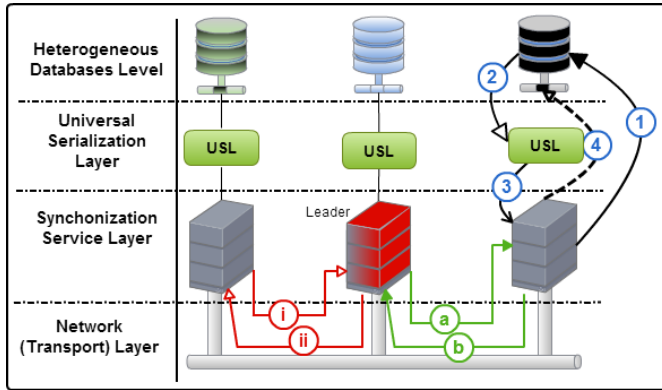 Heterogeneous
Databases Level
2
1
Universal
Serialization
Layer
USL
USL
USL
4
3
Synchonization
Service Layer
Leader
i
a
ii
b
Network
(Transport) Layer